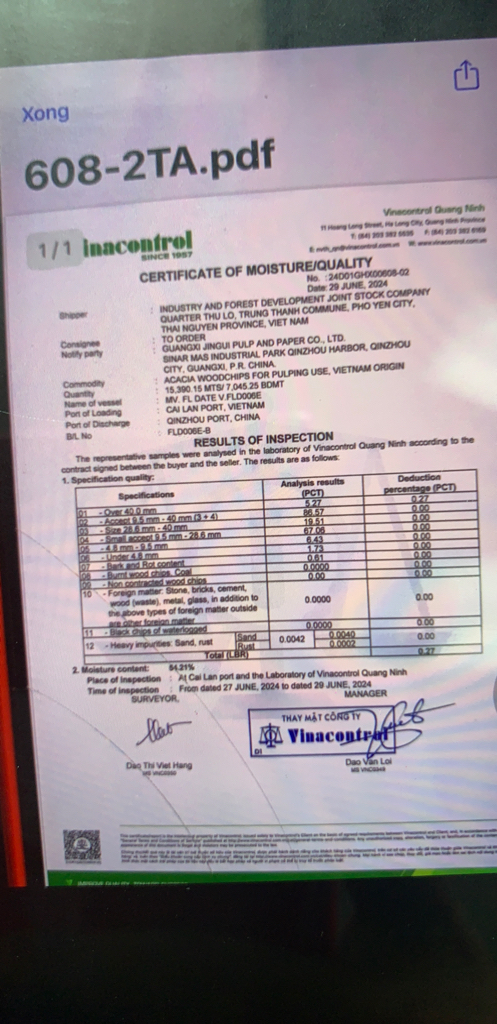 Xong
608-2TA.pdf
1/1
inacontrol
SINCE 1957
Vinacontrol Quang Ninh
11 Hoang Long Street, Ha Long City, Quang Ninh Province
CERTIFICATE OF MOISTURE/QUALITY
No. :24D01GHX00608-02
Date: 29 JUNE, 2024
Shipper : INDUSTRY AND FOREST DEVELOPMENT JOINT STOCK COMPANY
QUARTER THU LO, TRUNG THANH COMMUNE, PHO YEN CITY,
THAI NGUYEN PROVINCE, VIET NAM
Consignee : TO ORDER
Notify party : GUANGXI JINGUI PULP AND PAPER CO., LTD.
SINAR MAS INDUSTRIAL PARK QINZHOU HARBOR, QINZHOU
CITY, GUANGXI, P.R. CHINA.
Commodity : ACACIA WOODCHIPS FOR PULPING USE, VIETNAM ORIGIN
Quantity : 15,390.15 MTS/ 7,045.25 BDMT
Name of vessel : MV. FL DATE V.FLD006E
Port of Loading : CAI LAN PORT, VIETNAM
Port of Discharge : QINZHOU PORT, CHINA
B/L No : FLD006E-B
RESULTS OF INSPECTION
The representative samples were analysed in the laboratory of Vinacontrol Quang Ninh according to the
contract signed between the buyer and the seller. The results are as follows:
1. Specification quality:
Specifications Analysis results (PCT) Deduction percentage (PCT)
01 - Over 40.0 mm 5.27 0.27
02 - Accept 9.5 mm - 40 mm (3 + 4) 86.57 0.00
03 - Size 28.6 mm - 40mm 19.51 0.00
04 - Small accept 9.5 mm - 28.6 mm 67.06 0.00
05 - 4.8 mm - 9.5 mm 6.43 0.00
06 - Under 4.8 mm 1.73 0.00
07 - Bark and Rot content 0.61 0.00
08 - Burnt wood chips, Coal 0.0000 0.00
09 - Non contracted wood chips 0.00 0.00
10 - Foreign matter: Stone, bricks, cement,
wood (waste), metal, glass, in addition to
the above types of foreign matter outside
are other foreign matter 0.0000 0.00
11 - Black chips of waterlogged 0.0000 0.00
12 - Heavy impurities: Sand, rust Sand 0.0042 0.0040 0.00
Rust 0.0002
Total (LBR) 0.27
2. Moisture content: 54.21%
Place of Inspection : At Cai Lan port and the Laboratory of Vinacontrol Quang Ninh
Time of Inspection : From dated 27 JUNE, 2024 to dated 29 JUNE, 2024
SURVEYOR, MANAGER
THAY MẶT CÔNG TY
Vinacontrol
D1
Dao Thi Viet Hang
Dao Van Loi